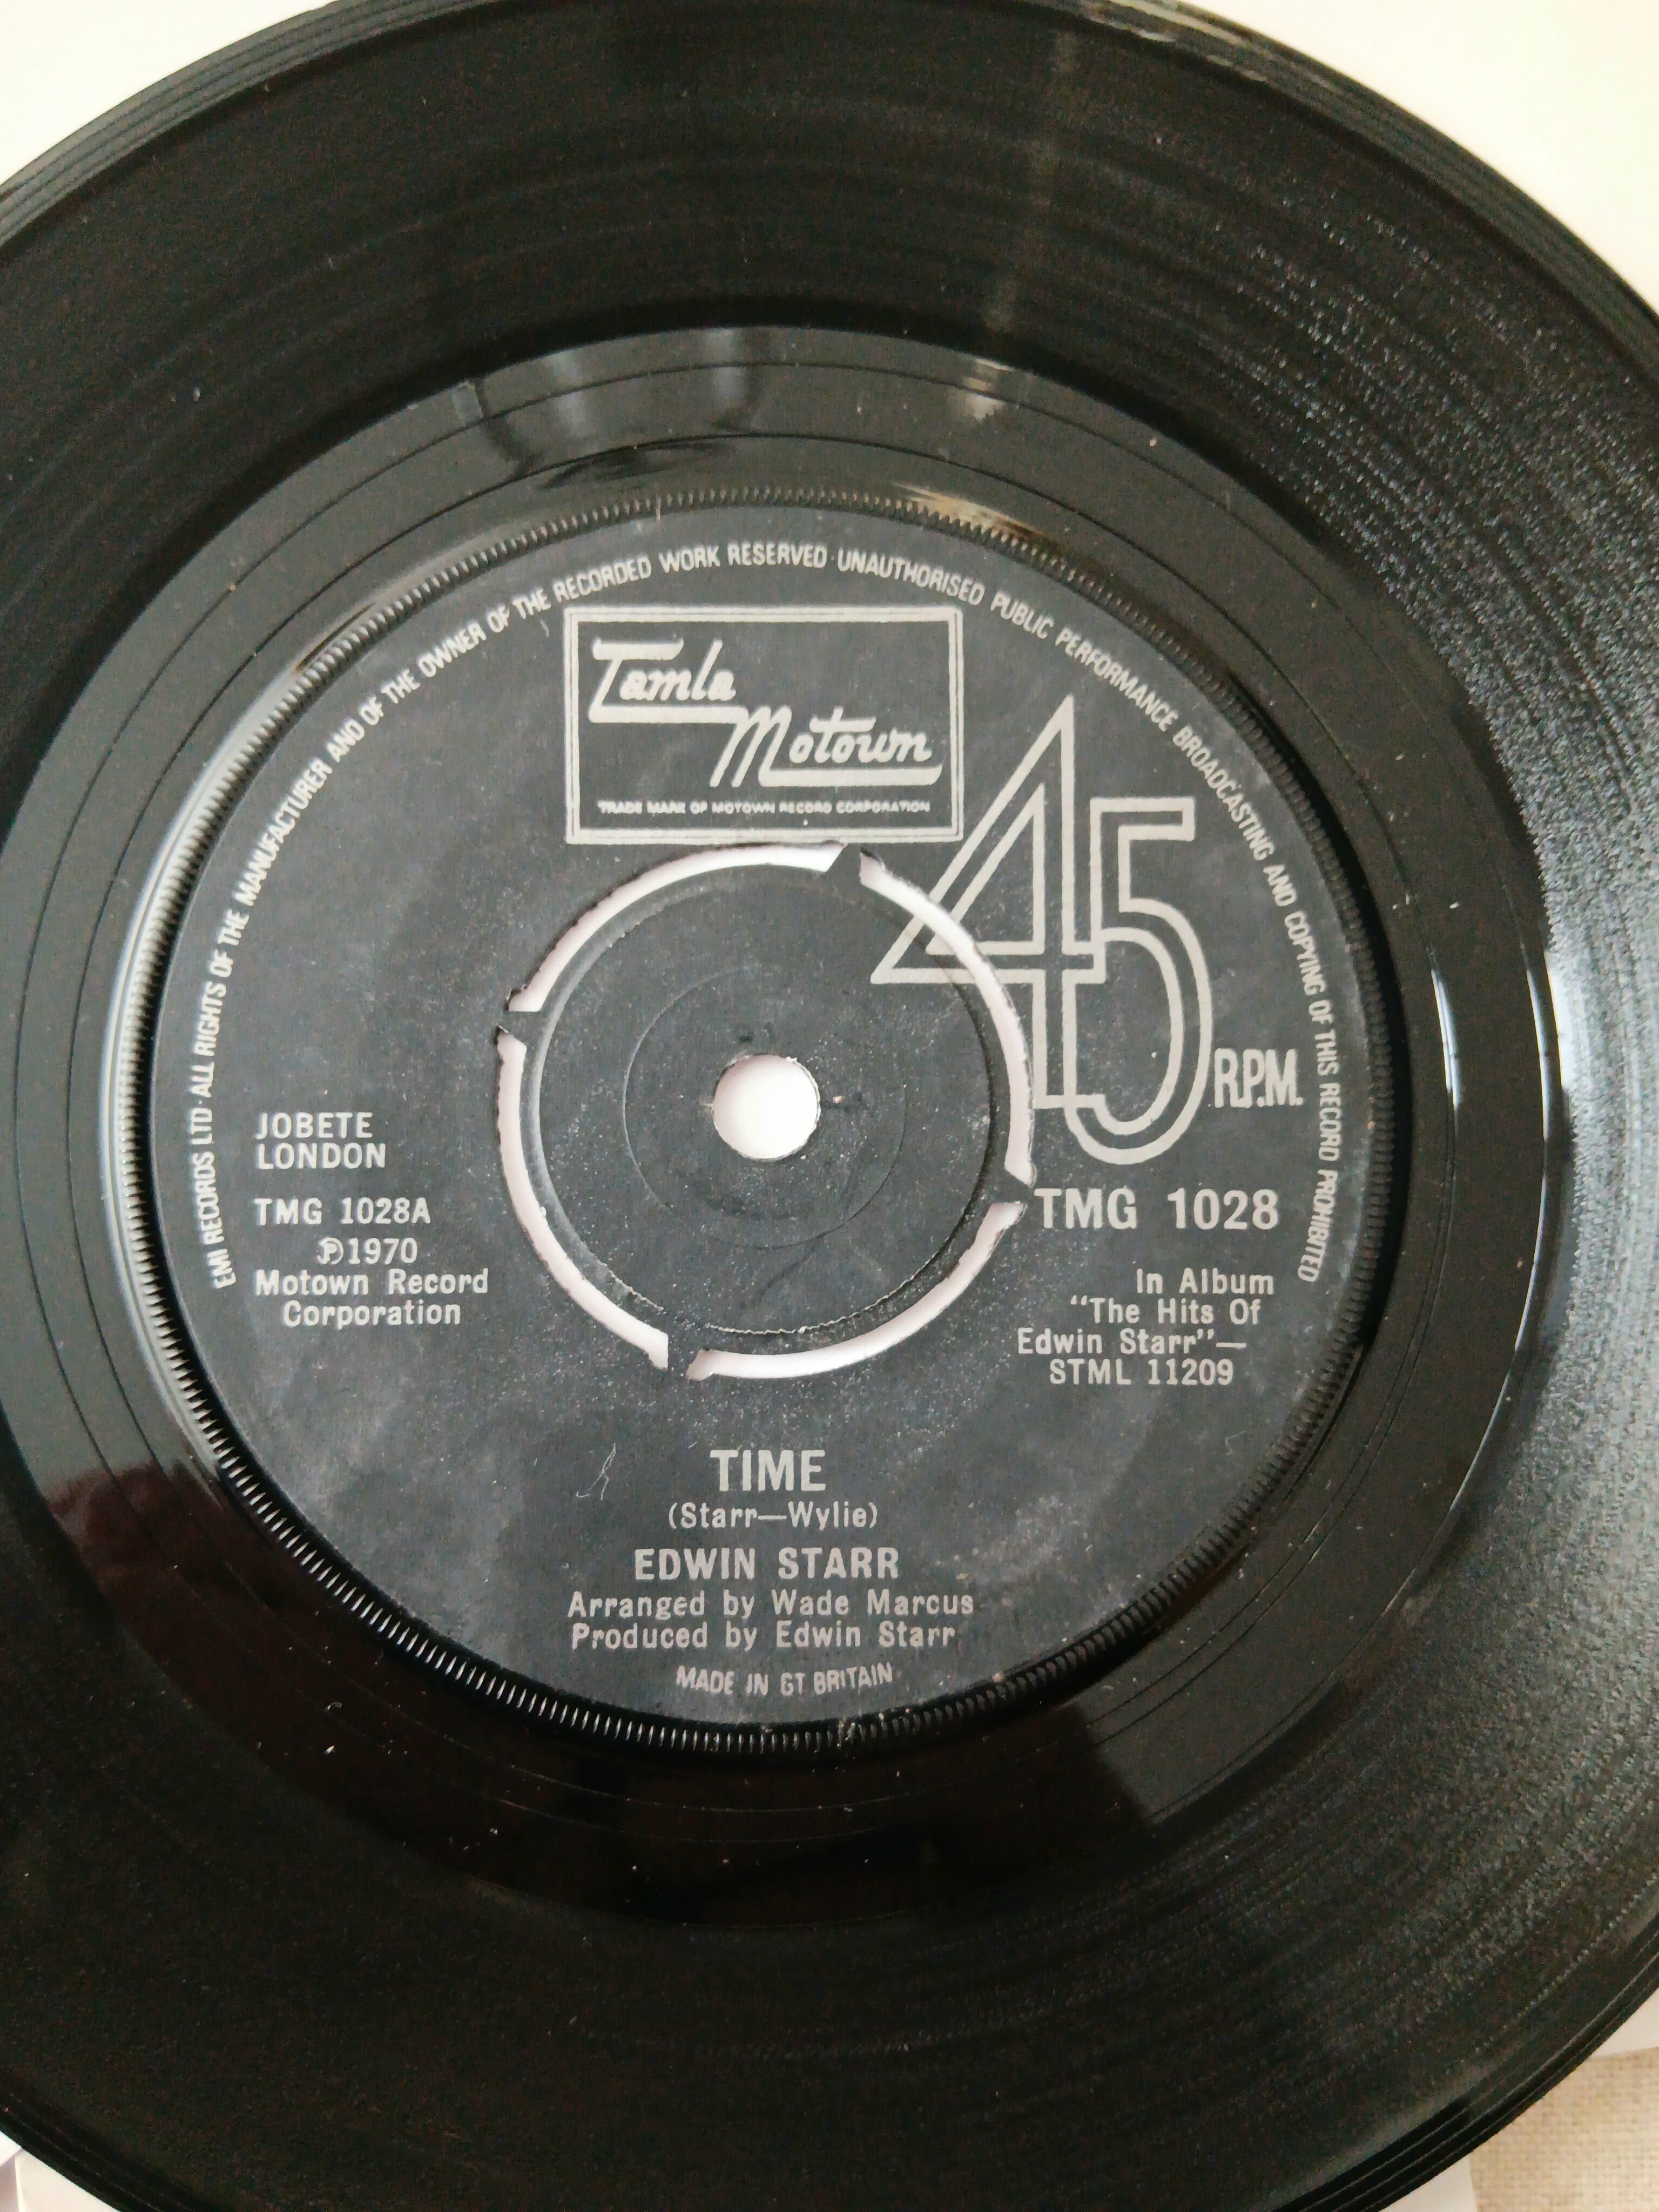 EMI RECORDS LTD ALL RIGHTS OF THE MANUFACTURER AND OF THE OWNER OF THE RECORDED WORK RESERVED · UNAUTHORISED PUBLIC PERFORMANCE BROADCASTING AND COPYING OF THIS RECORD PROHIBITED
Tamla
Motown
TRADE MARK OF MOTOWN RECORD CORPORATION
45
R.P.M.
JOBETE
LONDON
TMG 1028A
℗1970
Motown Record
Corporation
TMG 1028
In Album
“The Hits Of
Edwin Starr”—
STML 11209
TIME
(Starr—Wylie)
EDWIN STARR
Arranged by Wade Marcus
Produced by Edwin Starr
MADE IN GT BRITAIN